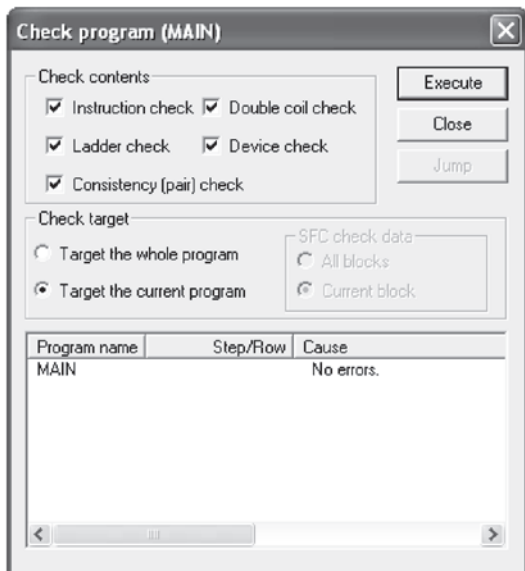 Check program (MAIN)
Check contents
Instruction check
Double coil check
Ladder check
Device check
Consistency (pair) check
Execute
Close
Jump
Check target
Target the whole program
Target the current program
SFC check data
All blocks
Current block
Program name Step/Row Cause
MAIN No errors.